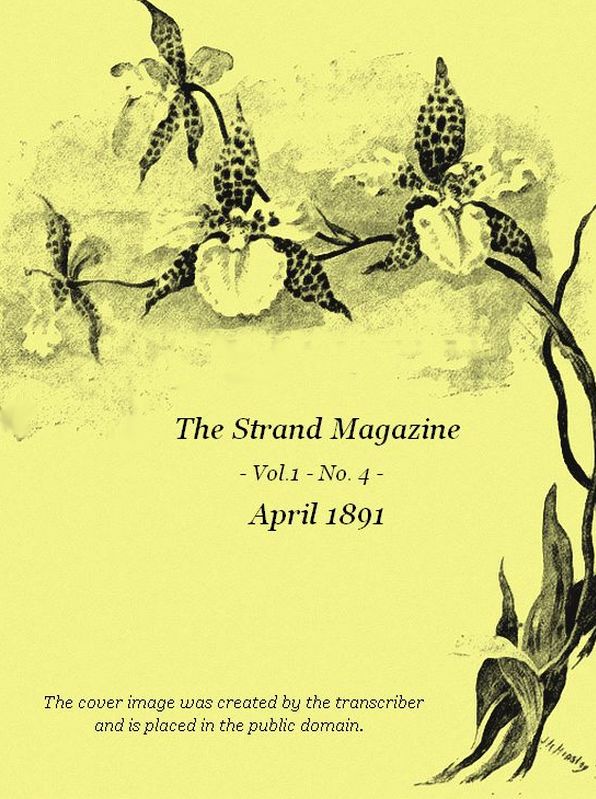 The Strand Magazine
- Vol.1 - No. 4 -
April 1891
The cover image was created by the transcriber
and is placed in the public domain.